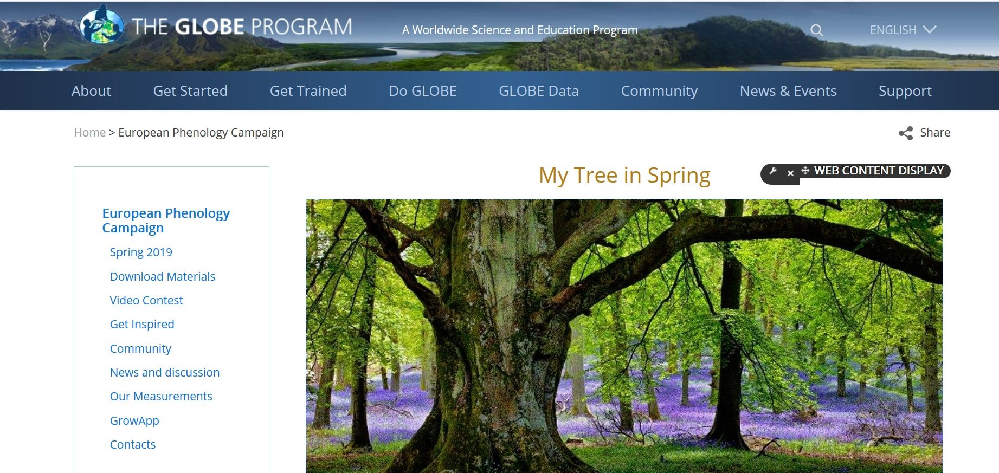 THE GLOBE PROGRAM
A Worldwide Science and Education Program
ENGLISH
About Get Started Get Trained Do GLOBE GLOBE Data Community News & Events Support
Home > European Phenology Campaign
Share
My Tree in Spring
WEB CONTENT DISPLAY
European Phenology
Campaign
Spring 2019
Download Materials
Video Contest
Get Inspired
Community
News and discussion
Our Measurements
GrowApp
Contacts